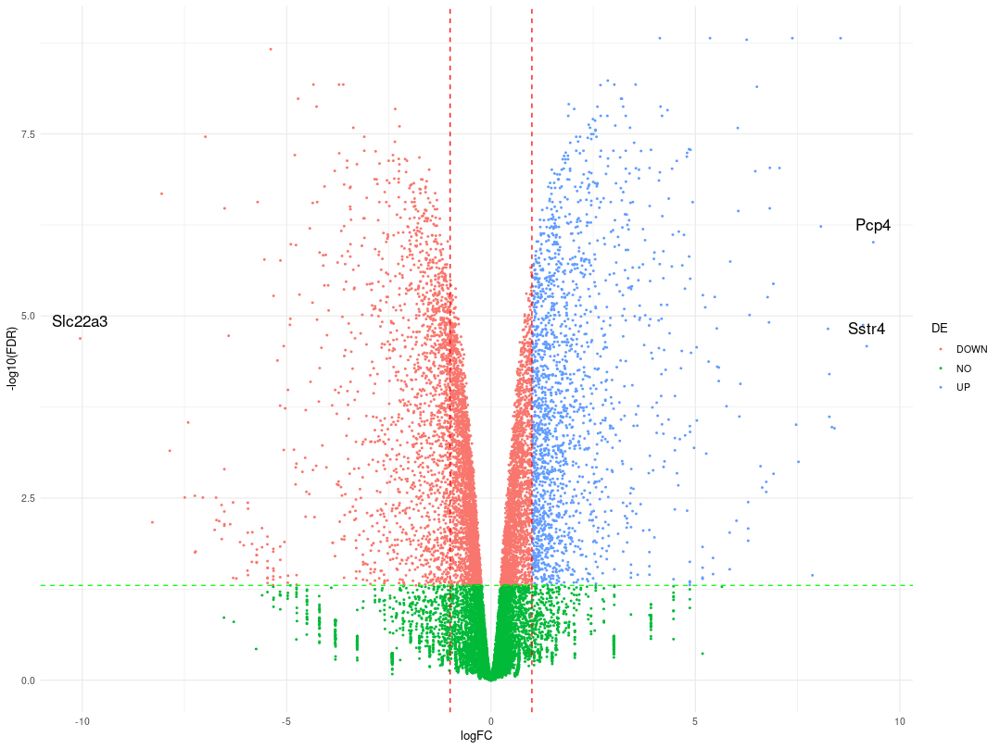 Pcp4
Slc22a3
Sstr4
7.5
5.0
2.5
0.0
-log10(FDR)
-10
-5
0
5
10
logFC
DE
DOWN
NO
UP